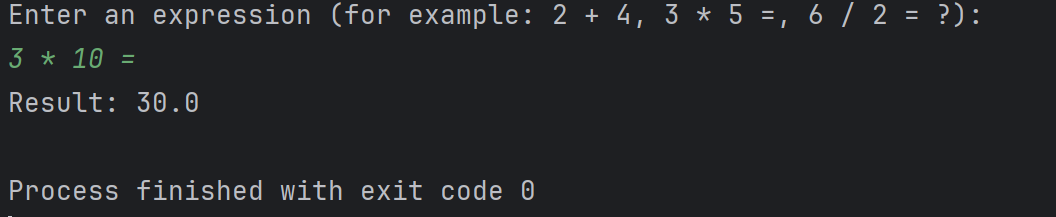 Enter an expression (for example: 2 + 4, 3 * 5 =, 6 / 2 = ?):
3 * 10 =
Result: 30.0
Process finished with exit code 0